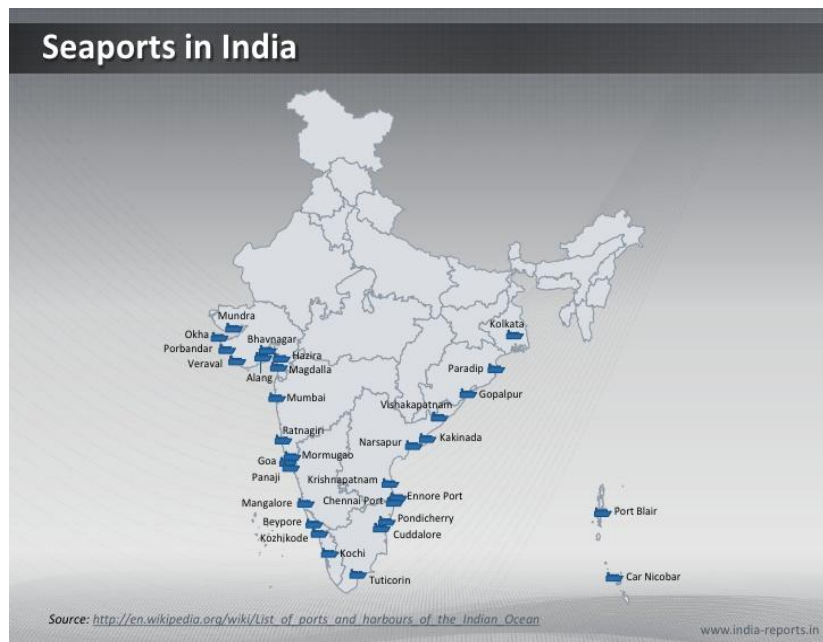 Seaports in India
Mundra
Okha
Bhavnagar
Porbandar
Hazira
Veraval
Magdalla
Alang
Mumbai
Ratnagiri
Mormugao
Goa
Panaji
Mangalore
Beypore
Kozhikode
Kochi
Tuticorin
Kolkata
Paradip
Gopalpur
Vishakapatnam
Kakinada
Narsapur
Krishnapatnam
Ennore Port
Chennai Port
Pondicherry
Cuddalore
Port Blair
Car Nicobar
Source: http://en.wikipedia.org/wiki/List_of_ports_and_harbours_of_the_Indian_Ocean
www.india-reports.in